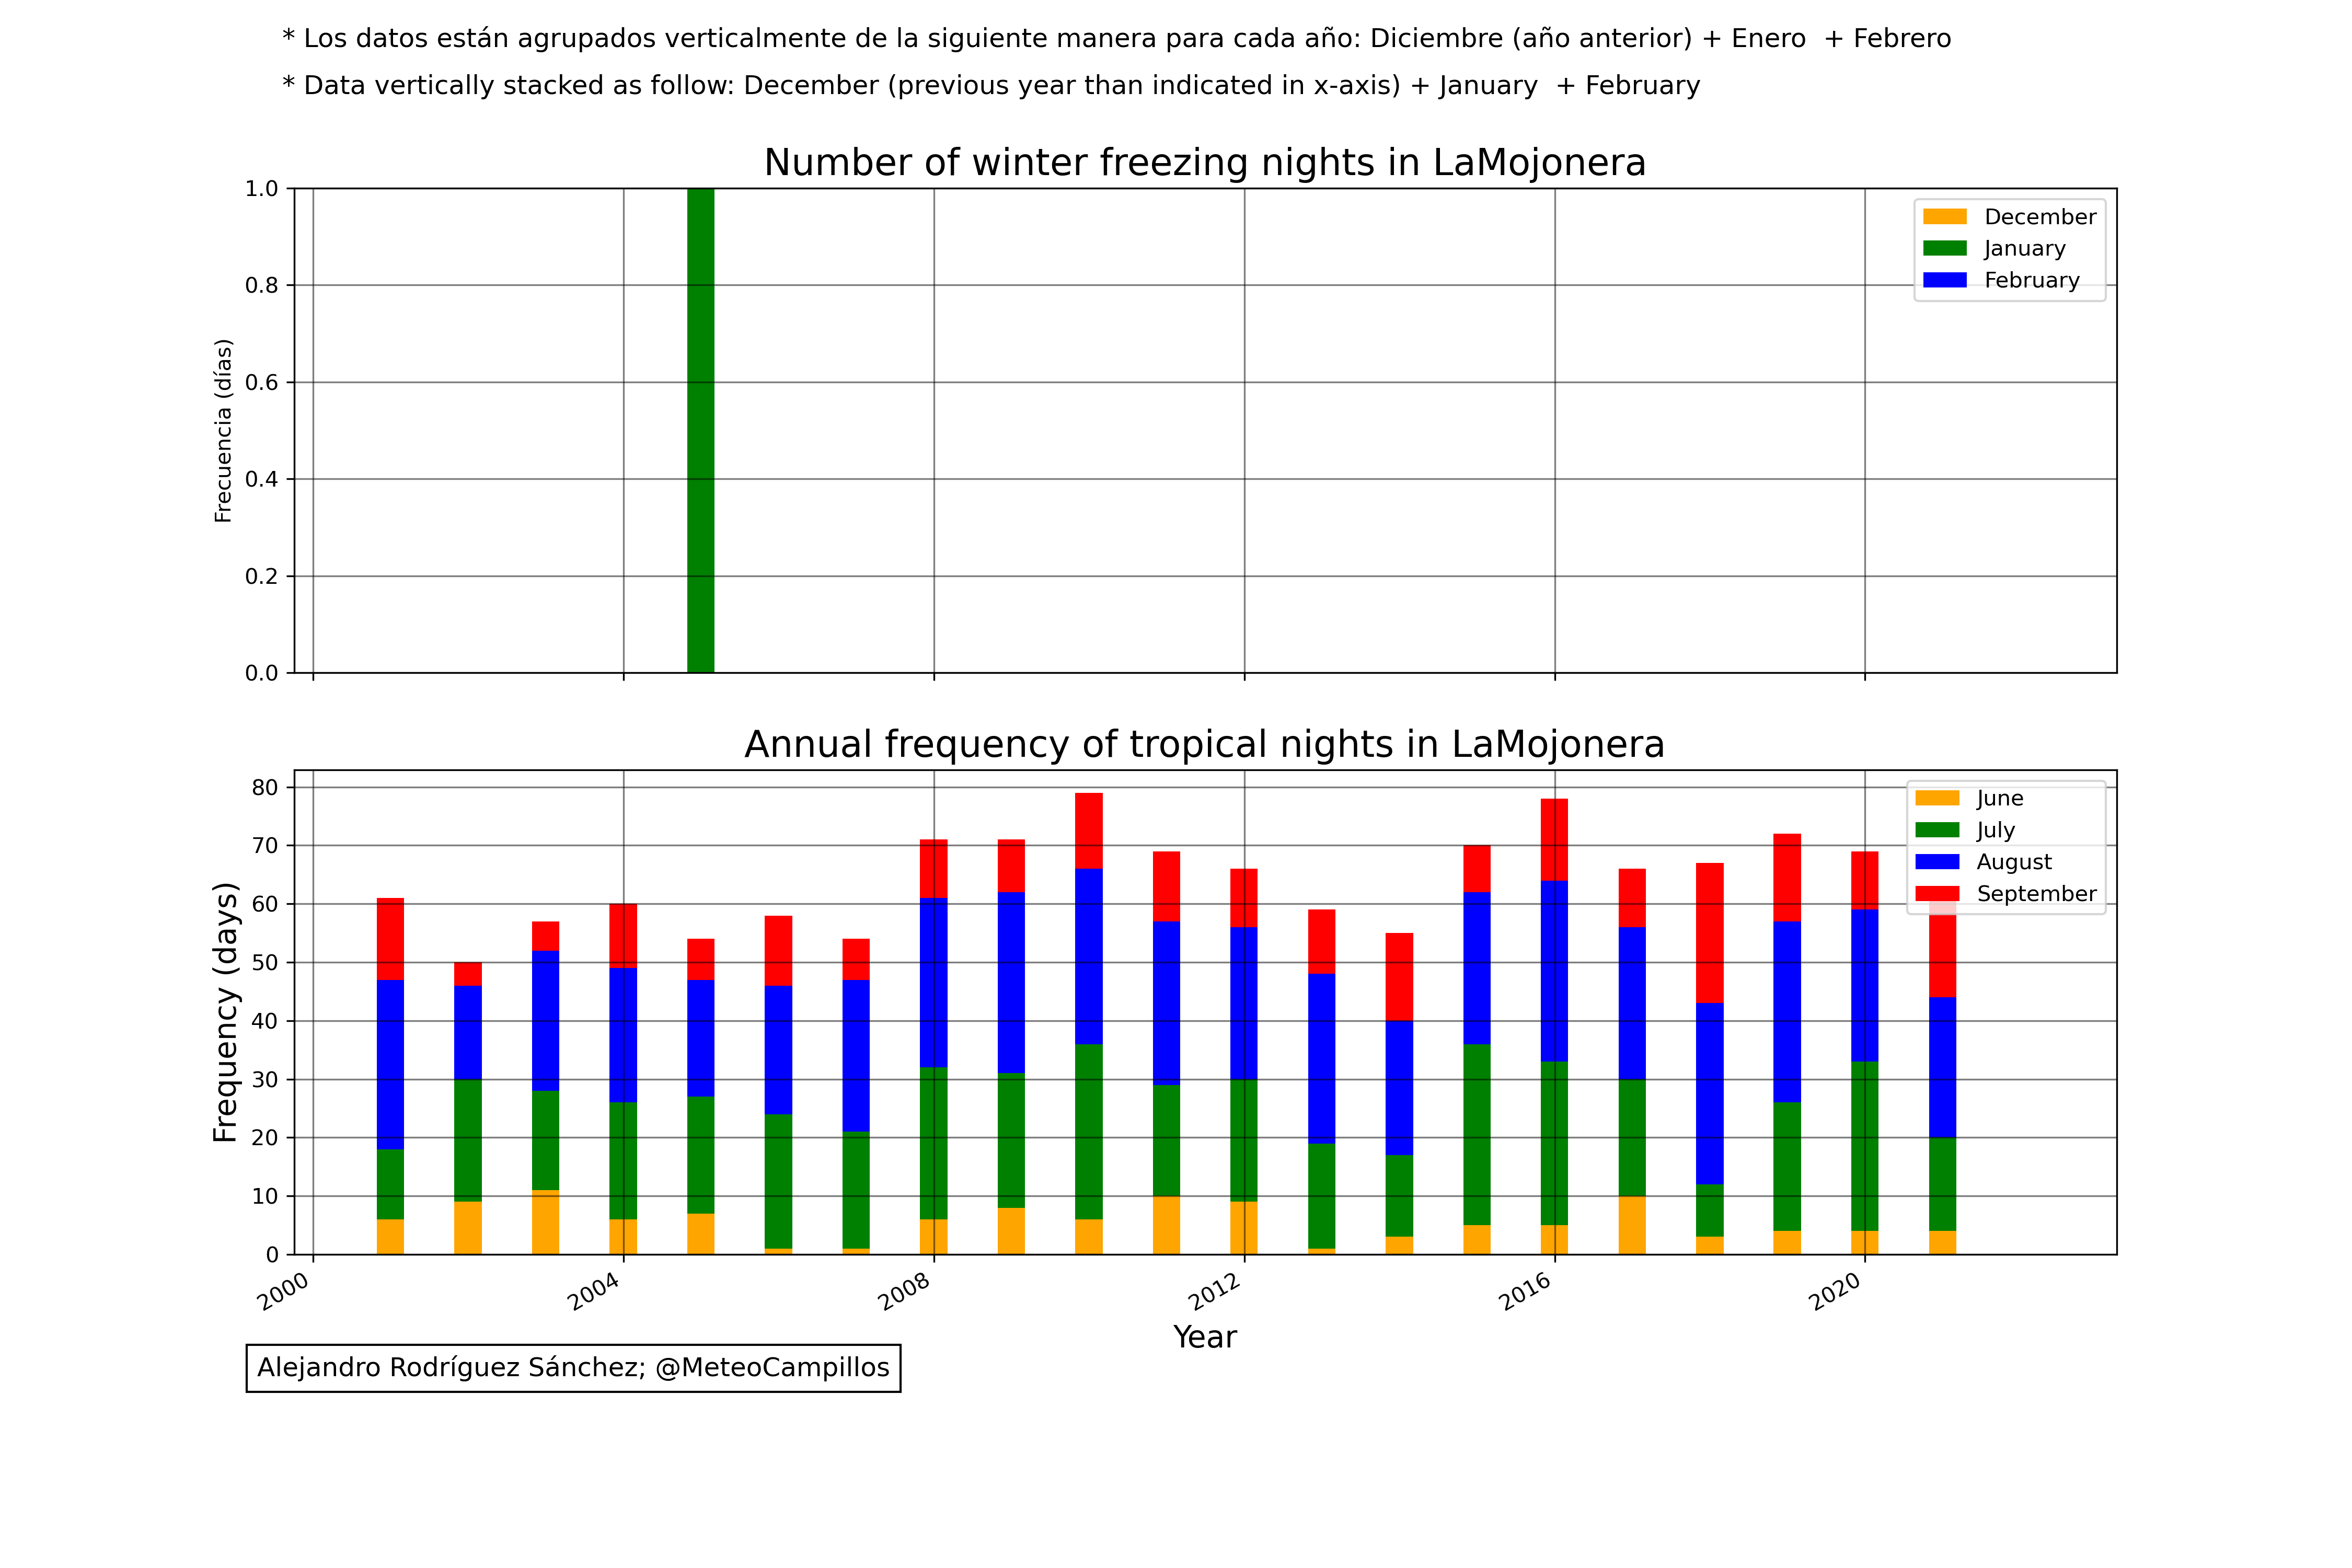 * Los datos están agrupados verticalmente de la siguiente manera para cada año: Diciembre (año anterior) + Enero  + Febrero
* Data vertically stacked as follow: December (previous year than indicated in x-axis) + January  + February
Number of winter freezing nights in LaMojonera
1.0
0.8
0.6
0.4
0.2
0.0
Frecuencia (días)
December
January
February
Annual frequency of tropical nights in LaMojonera
80
70
60
50
40
30
20
10
0
Frequency (days)
June
July
August
September
2000
2004
2008
2012
2016
2020
Year
Alejandro Rodríguez Sánchez; @MeteoCampillos